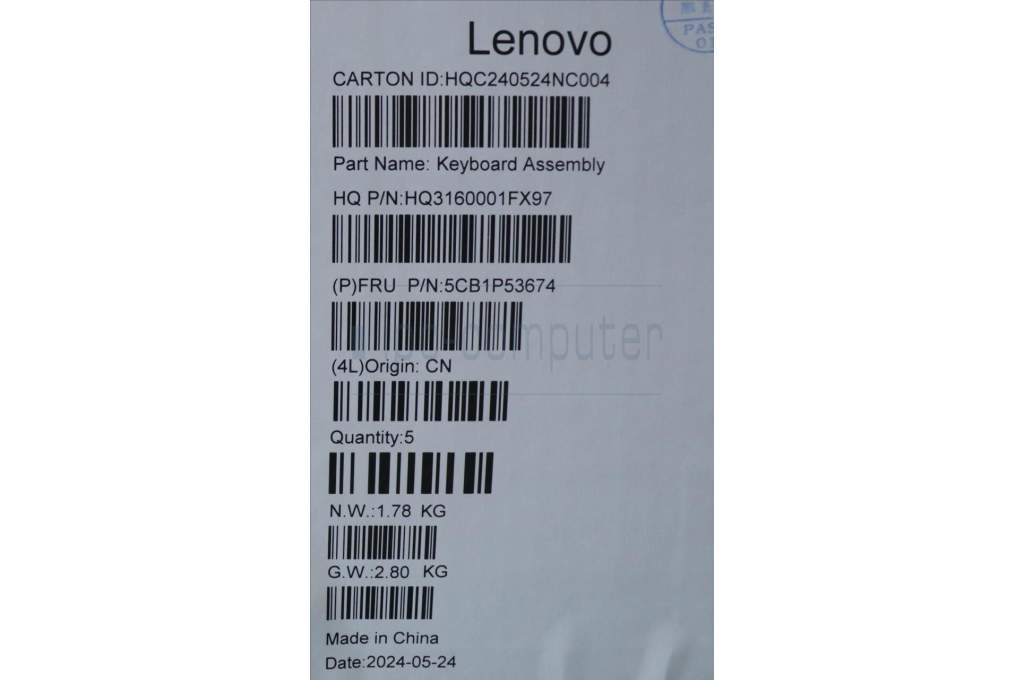 Lenovo
CARTON ID:HQC240524NC004
Part Name: Keyboard Assembly
HQ P/N:HQ3160001FX97
(P)FRU P/N:5CB1P53674
(4L)Origin: CN
Quantity:5
N.W.:1.78 KG
G.W.:2.80 KG
Made in China
Date:2024-05-24